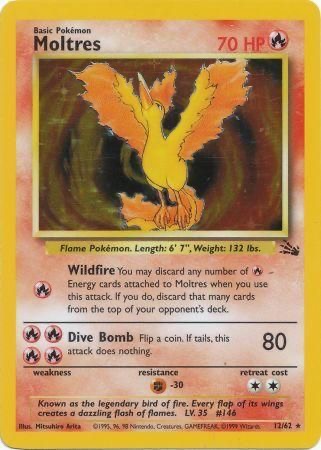 Basic Pokémon
Moltres
70 HP
Flame Pokémon. Length: 6' 7", Weight: 132 lbs.
Wildfire You may discard any number of
Energy cards attached to Moltres when you use
this attack. If you do, discard that many cards
from the top of your opponent's deck.
Dive Bomb Flip a coin. If tails, this
attack does nothing.
80
weakness
resistance
retreat cost
-30
Known as the legendary bird of fire. Every flap of its wings
creates a dazzling flash of flames. LV. 35 #146
Illus. Mitsuhiro Arita
©1995, 96, 98 Nintendo, Creatures, GAMEFREAK. ©1999 Wizards.
12/62 ★